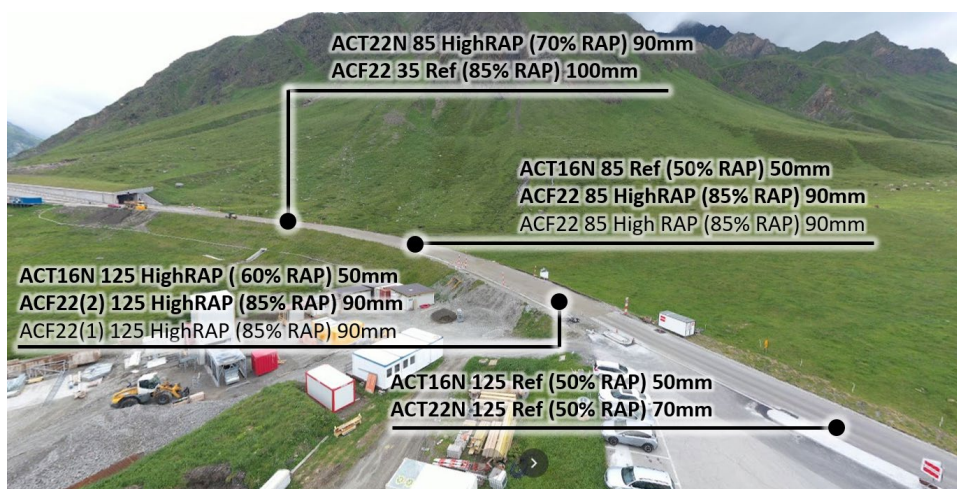 ACT22N 85 HighRAP (70% RAP) 90mm
ACF22 35 Ref (85% RAP) 100mm
ACT16N 85 Ref (50% RAP) 50mm
ACF22 85 HighRAP (85% RAP) 90mm
ACF22 85 High RAP (85% RAP) 90mm
ACT16N 125 HighRAP ( 60% RAP) 50mm
ACF22(2) 125 HighRAP (85% RAP) 90mm
ACF22(1) 125 HighRAP (85% RAP) 90mm
ACT16N 125 Ref (50% RAP) 50mm
ACT22N 125 Ref (50% RAP) 70mm